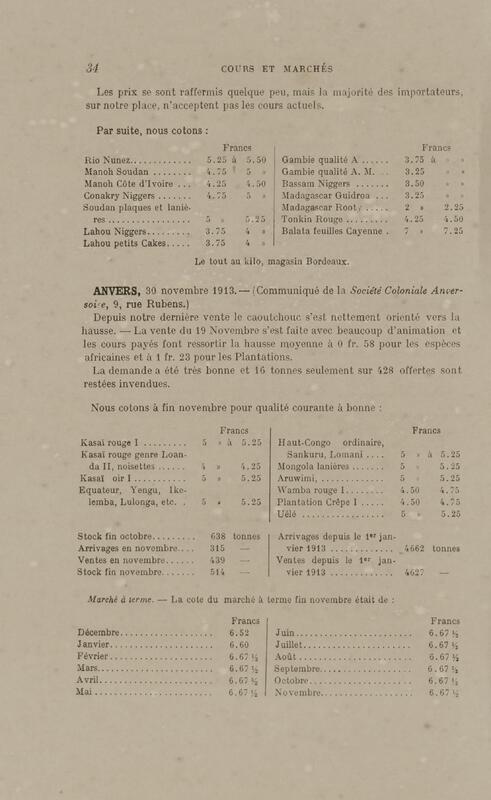 34 COURS ET MARCHÉS
Les prix se sont raffermis quelque peu, mais la majorité des importateurs,
sur notre place, n'acceptent pas les cours actuels.
Par suite, nous cotons :
Francs
Rio Nunez............ 5.25 à 5.50
Manoh Soudan ........ 4.75 5 »
Manoh Côte d'Ivoire ... 4.25 4.50
Conakry Niggers ....... 4.75 5 »
Soudan plaques et laniè-
res ................. 5 » 5.25
Lahou Niggers......... 3.75 4 »
Lahou petits Cakes..... 3.75 4 »
Francs
Gambie qualité A ...... 3.75 à » »
Gambie qualité A. M. .. 3.25 » »
Bassam Niggers ....... 3.50 » »
Madagascar Guidroa ... 3.25 » »
Madagascar Root....... 2 » 2.25
Tonkin Rouge ......... 4.25 4.50
Balata feuilles Cayenne . 7 » 7.25
Le tout au kilo, magasin Bordeaux.
ANVERS, 30 novembre 1913. — (Communiqué de la Société Coloniale Anver-
soise, 9, rue Rubens.)
Depuis notre dernière vente le caoutchouc s'est nettement orienté vers la
hausse. — La vente du 19 Novembre s'est faite avec beaucoup d'animation et
les cours payés font ressortir la hausse moyenne à 0 fr. 58 pour les espèces
africaines et à 1 fr. 23 pour les Plantations.
La demande a été très bonne et 16 tonnes seulement sur 428 offertes sont
restées invendues.
Nous cotons à fin novembre pour qualité courante à bonne :
Francs
Kasaï rouge I ......... 5 » à 5.25
Kasaï rouge genre Loan-
da II, noisettes ...... 4 » 4.25
Kasaï oir I ........... 5 » 5.25
Equateur, Yengu, Ike-
lemba, Lulonga, etc. . 5 » 5.25
Francs
Haut-Congo ordinaire,
Sankuru, Lomani .... 5 » à 5.25
Mongola lanières ....... 5 » 5.25
Aruwimi, ............. 5 » 5.25
Wamba rouge I........ 4.50 4.75
Plantation Crêpe I ..... 4.50 4.75
Uélé ................. 5 » 5.25
Stock fin octobre........ 638 tonnes
Arrivages en novembre.... 315 —
Ventes en novembre...... 439 —
Stock fin novembre....... 514 —
Arrivages depuis le 1er jan-
vier 1913 ............ 4662 tonnes
Ventes depuis le 1er jan-
vier 1913 ............ 4627 —
Marché à terme. — La cote du marché à terme fin novembre était de :
Francs
Décembre.................. 6.52
Janvier................... 6.60
Février................... 6.67 ½
Mars...................... 6.67 ½
Avril..................... 6.67 ½
Mai ...................... 6.67 ½
Francs
Juin...................... 6.67 ½
Juillet................... 6.67 ½
Août ..................... 6.67 ½
Septembre................. 6.67 ½
Octobre................... 6.67 ½
Novembre.................. 6.67 ½